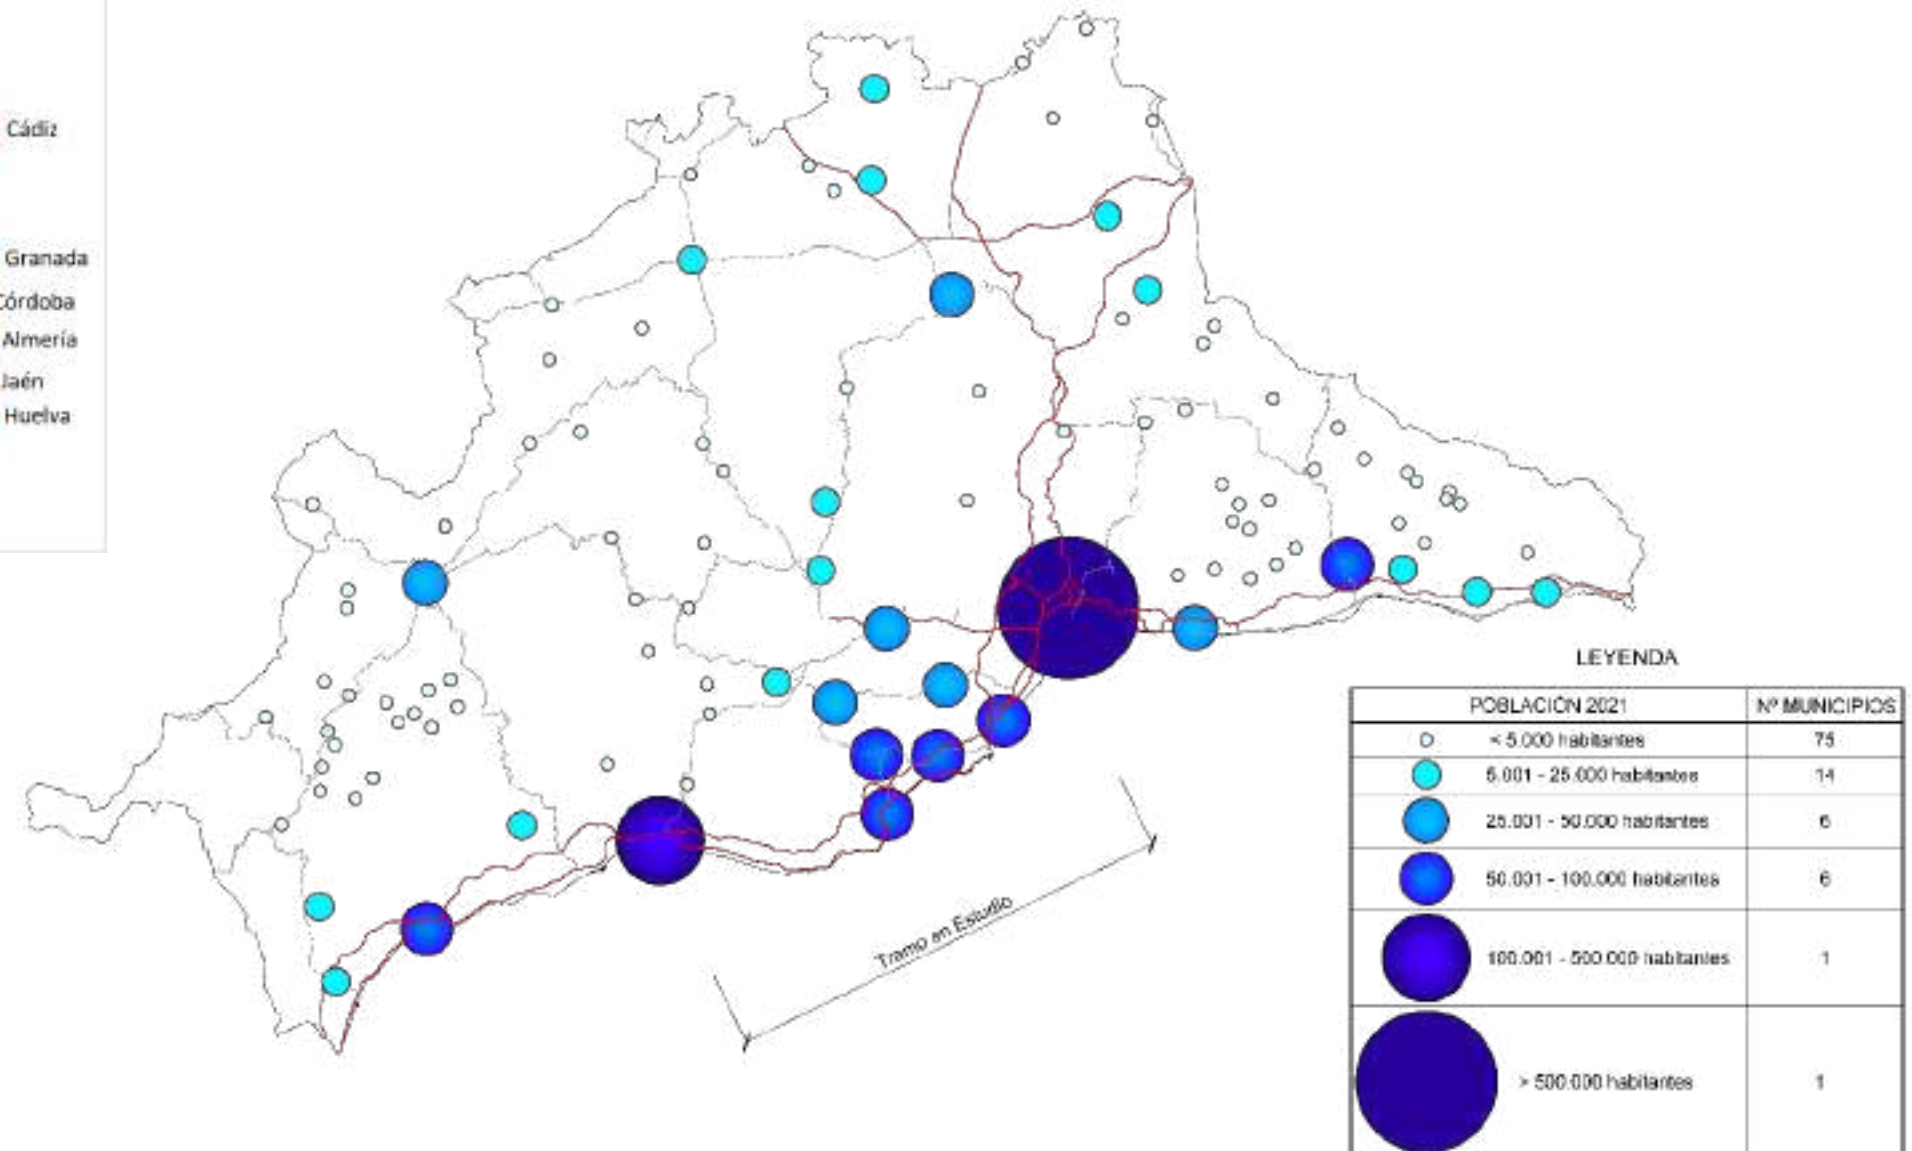 Cádiz
Granada
Córdoba
Almería
Jaén
Huelva
Tramo en Estudio
LEYENDA
POBLACIÓN 2021 Nº MUNICIPIOS
< 5.000 habitantes 75
5.001 - 25.000 habitantes 14
25.001 - 50.000 habitantes 6
50.001 - 100.000 habitantes 6
100.001 - 500.000 habitantes 1
> 500.000 habitantes 1